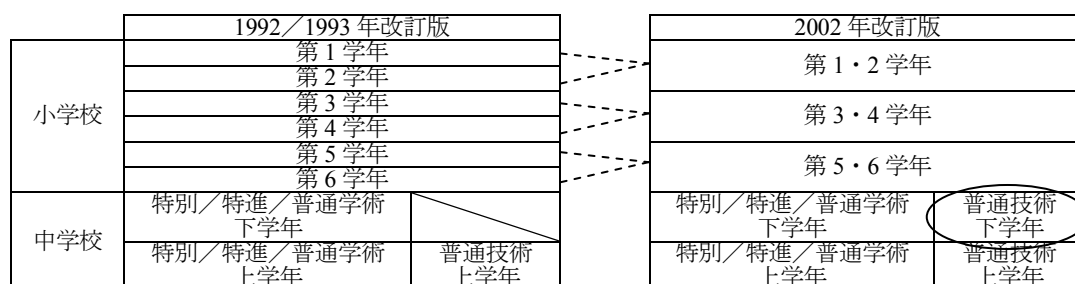 1992／1993 年改訂版
2002 年改訂版
小学校
第 1 学年
第 2 学年
第 3 学年
第 4 学年
第 5 学年
第 6 学年
第 1・2 学年
第 3・4 学年
第 5・6 学年
中学校
特別／特進／普通学術
下学年
特別／特進／普通学術
下学年
普通技術
下学年
特別／特進／普通学術
上学年
普通技術
上学年
特別／特進／普通学術
上学年
普通技術
上学年